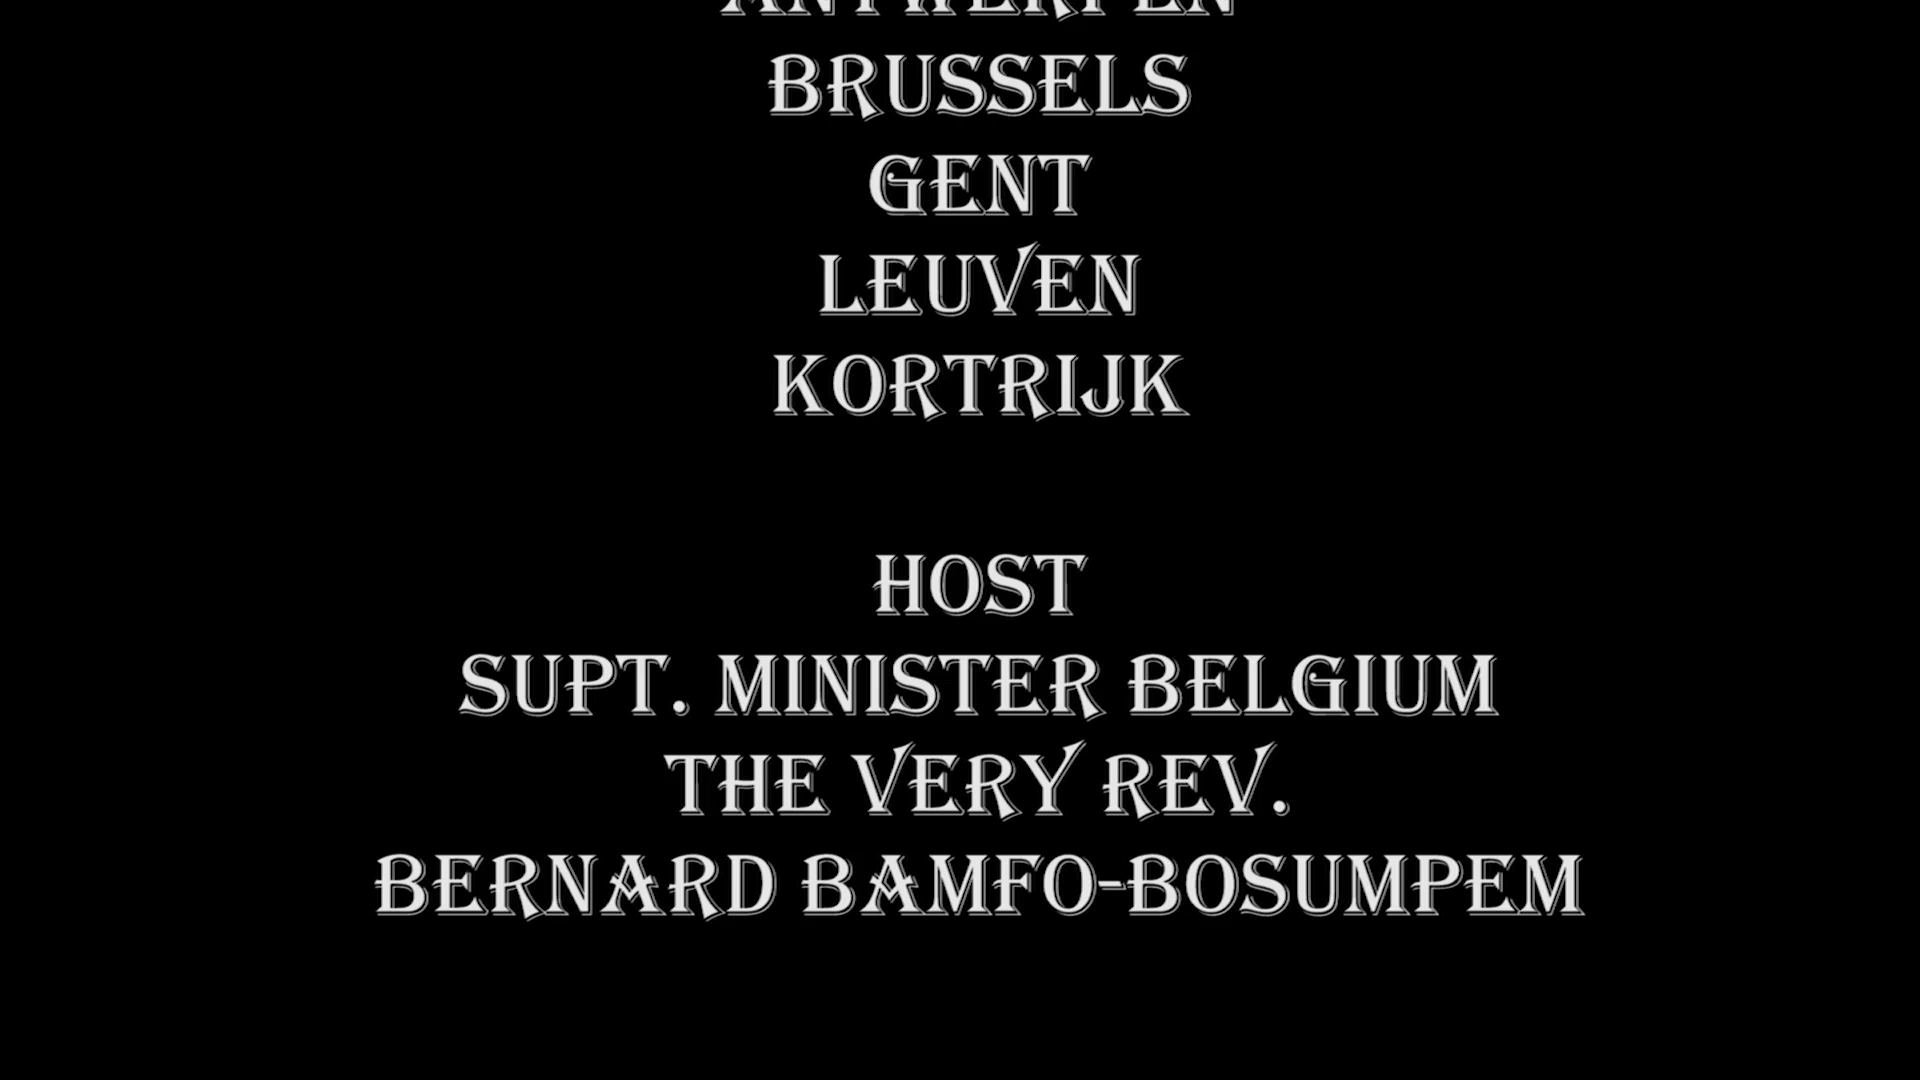 ANTWERPEN
BRUSSELS
GENT
LEUVEN
KORTRIJK
HOST
SUPT. MINISTER BELGIUM
THE VERY REV.
BERNARD BAMFO-BOSUMPEM